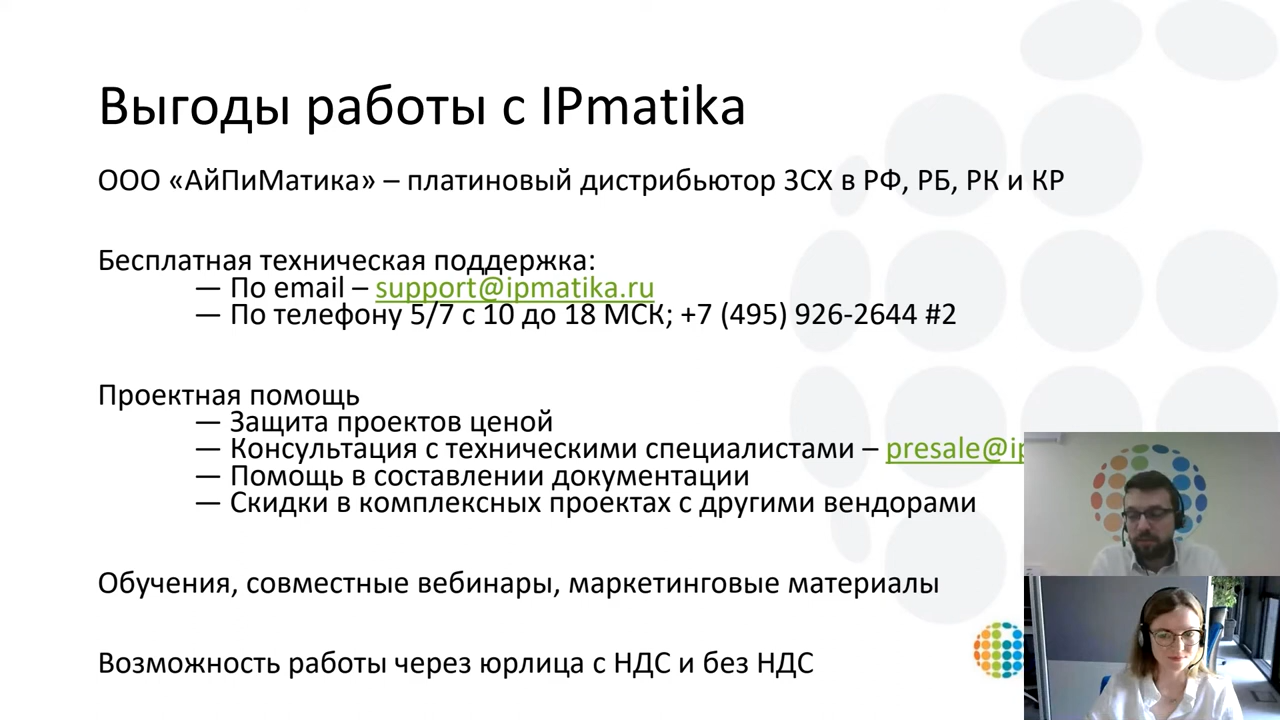 Выгоды работы с IPmatika
ООО «АйПиМатика» – платиновый дистрибьютор 3CX в РФ, РБ, РК и КР
Бесплатная техническая поддержка:
— По email – support@ipmatika.ru
— По телефону 5/7 с 10 до 18 МСК; +7 (495) 926-2644 #2
Проектная помощь
— Защита проектов ценой
— Консультация с техническими специалистами – presale@ip
— Помощь в составлении документации
— Скидки в комплексных проектах с другими вендорами
Обучения, совместные вебинары, маркетинговые материалы
Возможность работы через юрлица с НДС и без НДС